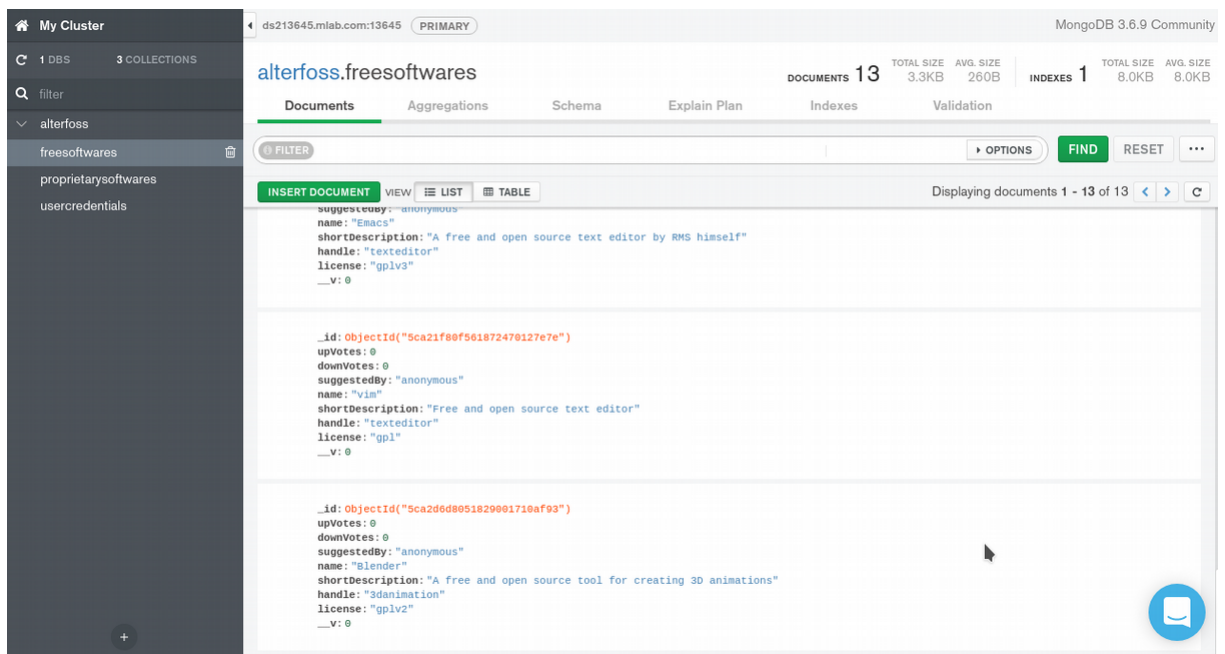 My Cluster
ds213645.mlab.com:13645 PRIMARY
MongoDB 3.6.9 Community
1 DBS 3 COLLECTIONS
filter
alterfoss
freesoftwares
proprietarysoftwares
usercredentials
alterfoss.freesoftwares
DOCUMENTS 13 TOTAL SIZE 3.3KB AVG. SIZE 260B INDEXES 1 TOTAL SIZE 8.0KB AVG. SIZE 8.0KB
Documents Aggregations Schema Explain Plan Indexes Validation
FILTER OPTIONS FIND RESET ...
INSERT DOCUMENT VIEW LIST TABLE Displaying documents 1 - 13 of 13
suggestedBy: "anonymous"
name: "Emacs"
shortDescription: "A free and open source text editor by RMS himself"
handle: "texteditor"
license: "gplv3"
__v: 0
_id: ObjectId("5ca21f80f561872470127e7e")
upVotes: 0
downVotes: 0
suggestedBy: "anonymous"
name: "vim"
shortDescription: "Free and open source text editor"
handle: "texteditor"
license: "gpl"
__v: 0
_id: ObjectId("5ca2d6d8051829001710af93")
upVotes: 0
downVotes: 0
suggestedBy: "anonymous"
name: "Blender"
shortDescription: "A free and open source tool for creating 3D animations"
handle: "3danimation"
license: "gplv2"
__v: 0